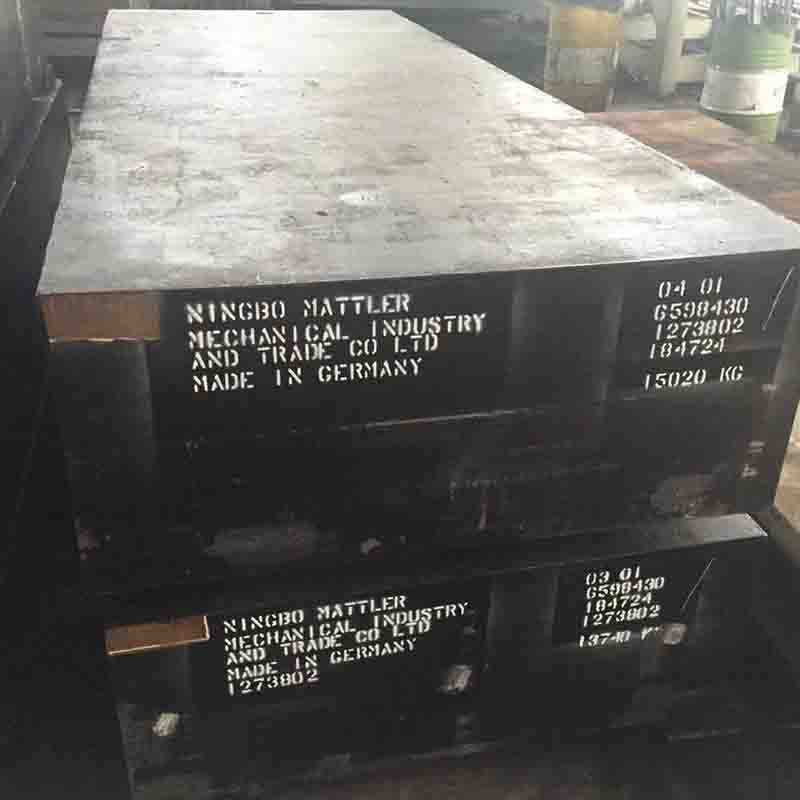 NINGBO MATTLER
MECHANICAL INDUSTRY
AND TRADE CO LTD
MADE IN GERMANY
04 01
6598430
1273802
184724
15020 KG
NINGBO MATTLER
MECHANICAL INDUSTRY
AND TRADE CO LTD
MADE IN GERMANY
1273802
03 01
6598430
184724
1273802
13740